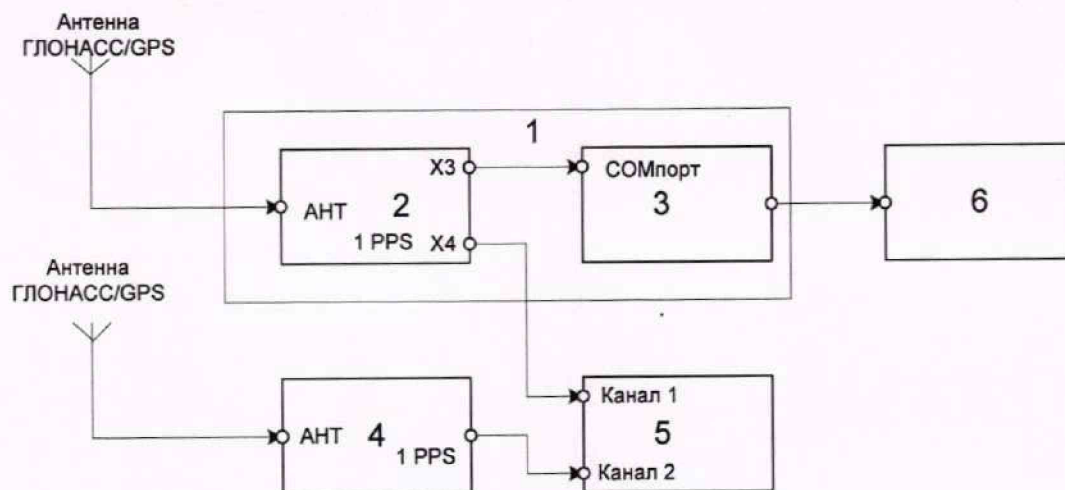 Антенна
ГЛОНАСС/GPS
1
X3
АНТ
2
1 PPS
X4
COMпорт
3
6
Антенна
ГЛОНАСС/GPS
АНТ
4
1 PPS
Канал 1
5
Канал 2